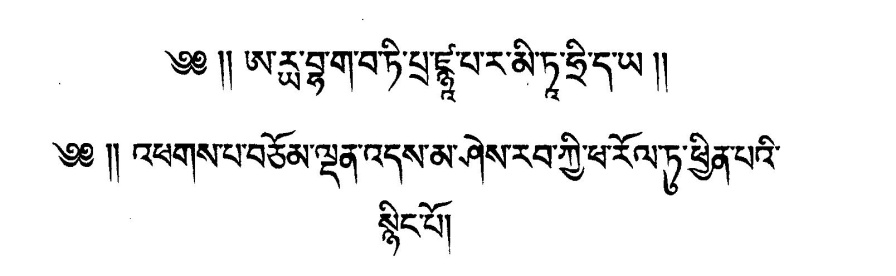 ༄༅ །། ཨ་རྻ་བྷ་ག་བ་ཏི་པྲ་ཛྙཱ་པ་ར་མི་ཏཱ་ཧྲི་ད་ཡ །།
༄༅ །། འཕགས་པ་བཅོམ་ལྡན་འདས་མ་ཤེས་རབ་ཀྱི་ཕ་རོལ་ཏུ་ཕྱིན་པའི་
སྙིང་པོ།